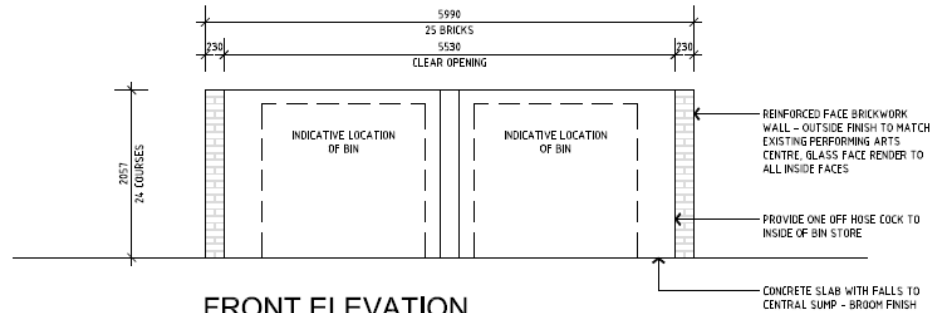 5990
25 BRICKS
230
5530
230
CLEAR OPENING
2057
24 COURSES
INDICATIVE LOCATION
OF BIN
INDICATIVE LOCATION
OF BIN
REINFORCED FACE BRICKWORK
WALL - OUTSIDE FINISH TO MATCH
EXISTING PERFORMING ARTS
CENTRE, GLASS FACE RENDER TO
ALL INSIDE FACES
PROVIDE ONE OFF HOSE COCK TO
INSIDE OF BIN STORE
CONCRETE SLAB WITH FALLS TO
CENTRAL SUMP - BROOM FINISH
FRONT ELEVATION